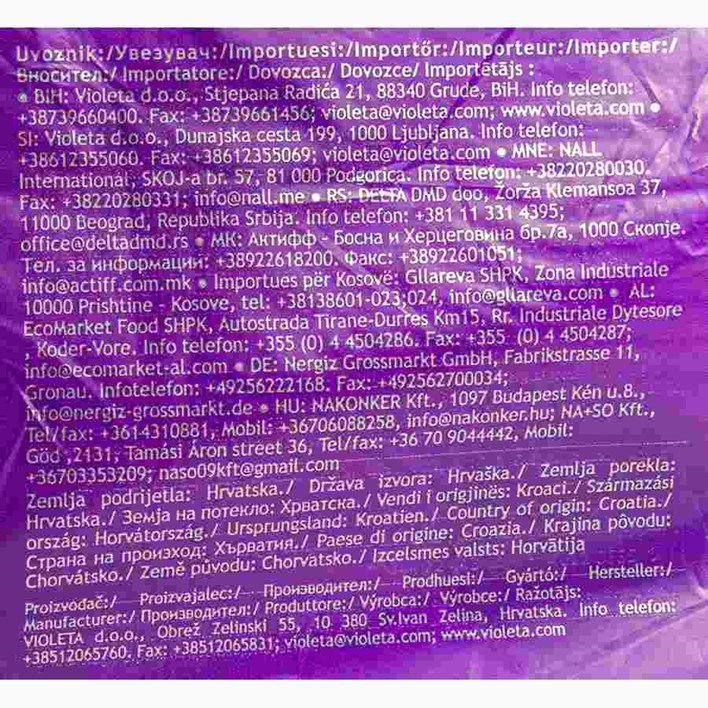 Uvoznik:/Увезувач:/Importuesi:/Importőr:/Importeur:/Importer:/
Вносител:/ Importatore:/ Dovozca:/ Dovozce/ Importētājs :
• BiH: Violeta d.o.o., Stjepana Radića 21, 88340 Grude, BiH. Info telefon:
+38739660400. Fax: +38739661456; violeta@violeta.com; www.violeta.com •
SI: Violeta d.o.o., Dunajska cesta 199, 1000 Ljubljana. Info telefon:
+38612355060. Fax: +38612355069; violeta@violeta.com • MNE: NALL
International, SKOJ-a br. 57, 81 000 Podgorica. Info telefon: +38220280030.
Fax: +38220280331; info@nall.me • RS: DELTA DMD doo, Žorža Klemansoa 37,
11000 Beograd, Republika Srbija. Info telefon: +381 11 331 4395;
office@deltadmd.rs • МК: Актифф - Босна и Херцеговина бр.7а, 1000 Скопје.
Тел. за информации: +38922618200. Факс: +38922601051;
info@actiff.com.mk • Importues për Kosovë: Gllareva SHPK, Zona Industriale
10000 Prishtine - Kosove, tel: +38138601-023;024, info@gllareva.com • AL:
EcoMarket Food SHPK, Autostrada Tirane-Durres Km15, Rr. Industriale Dytesore
, Koder-Vore. Info telefon: +355 (0) 4 4504286. Fax: +355 (0) 4 4504287;
info@ecomarket-al.com • DE: Nergiz Grossmarkt GmbH, Fabrikstrasse 11,
Gronau. Infotelefon: +49256222168. Fax: +492562700034;
info@nergiz-grossmarkt.de • HU: NAKONKER Kft., 1097 Budapest Kén u.8.,
Tel/fax: +3614310881, Mobil: +36706088258, info@nakonker.hu; NA+SO Kft.,
Göd ,2131, Tamási Áron street 36, Tel/fax: +36 70 9044442, Mobil:
+36703353209; naso09kft@gmail.com
Zemlja podrijetla: Hrvatska./ Država izvora: Hrvaška./ Zemlja porekla:
Hrvatska./ Земја на потекло: Хрватска./ Vendi i origjinës: Kroaci./ Származási
ország: Horvátország./ Ursprungsland: Kroatien./ Country of origin: Croatia./
Страна на произход: Хърватия./ Paese di origine: Croazia./ Krajina pôvodu:
Chorvátsko./ Země původu: Chorvatsko./ Izcelsmes valsts: Horvātija
Proizvođač:/ Proizvajalec:/ Производител:/ Prodhuesi:/ Gyártó:/ Hersteller:/
Manufacturer:/ Производител:/ Produttore:/ Výrobca:/ Výrobce:/ Ražotājs:
VIOLETA d.o.o., Obrež Zelinski 55, 10 380 Sv.Ivan Zelina, Hrvatska. Info telefon:
+38512065760. Fax: +38512065831; violeta@violeta.com; www.violeta.com